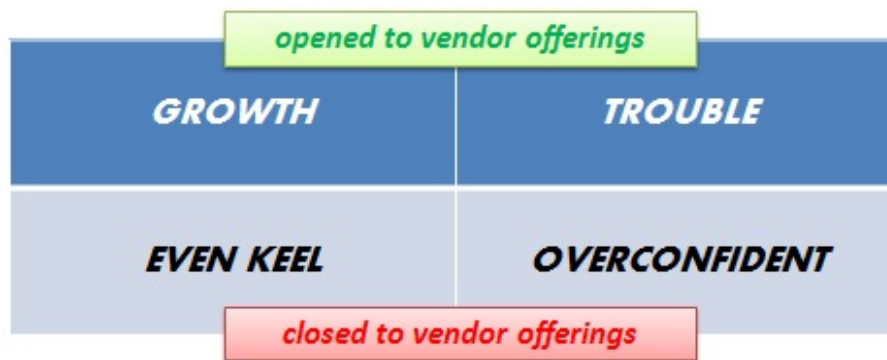 opened to vendor offerings
GROWTH TROUBLE
EVEN KEEL OVERCONFIDENT
closed to vendor offerings